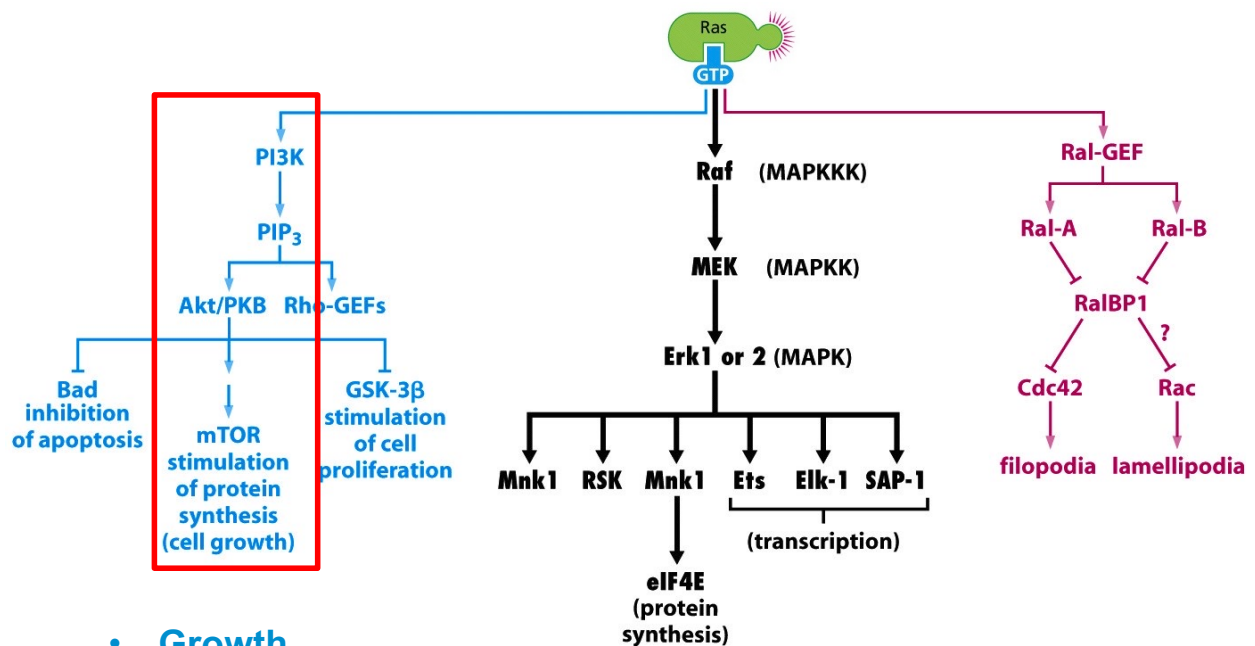 Ras
GTP
PI3K
PIP3
Akt/PKB Rho-GEFs
Bad
inhibition
of apoptosis
mTOR
stimulation
of protein
synthesis
(cell growth)
GSK-3β
stimulation
of cell
proliferation
Raf (MAPKKK)
MEK (MAPKK)
Erk1 or 2 (MAPK)
Mnk1 RSK Mnk1 Ets Elk-1 SAP-1
(transcription)
eIF4E
(protein
synthesis)
Ral-GEF
Ral-A Ral-B
RalBP1
?
Cdc42 Rac
filopodia lamellipodia
• Growth